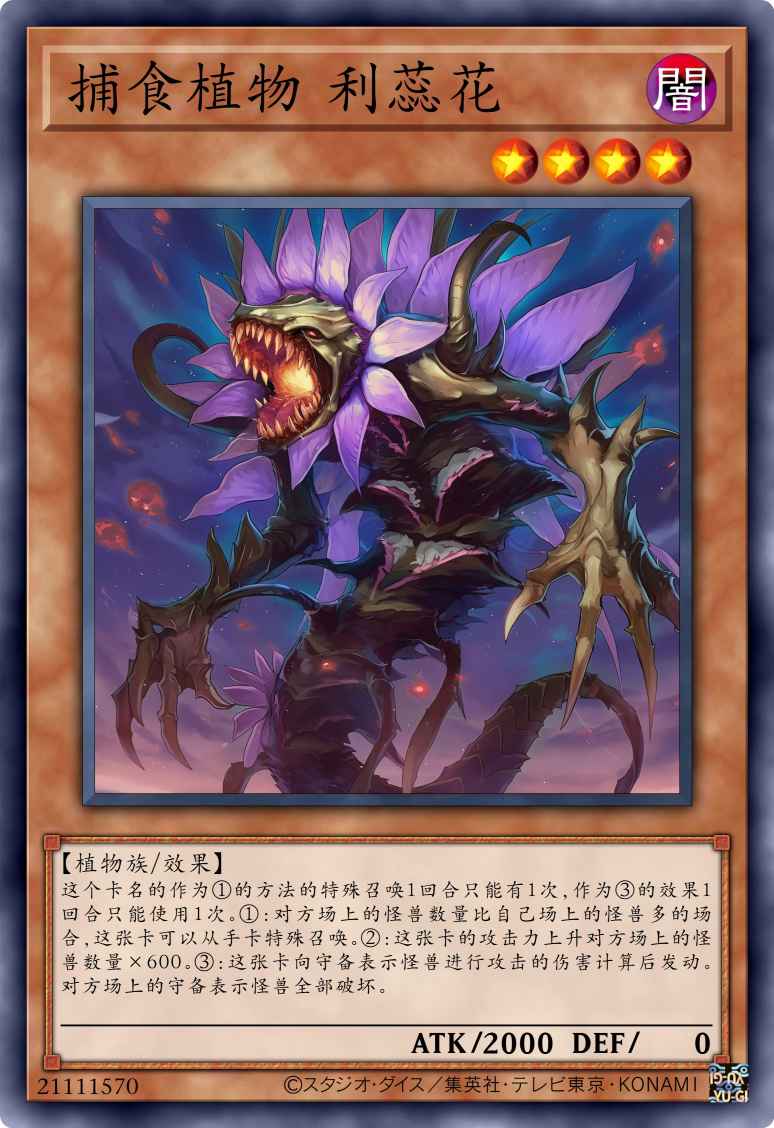 捕食植物 利蕊花
闇
【植物族/效果】
这个卡名的作为①的方法的特殊召唤1回合只能有1次,作为③的效果1
回合只能使用1次。①:对方场上的怪兽数量比自己场上的怪兽多的场
合,这张卡可以从手卡特殊召唤。②:这张卡的攻击力上升对方场上的怪
兽数量×600。③:这张卡向守备表示怪兽进行攻击的伤害计算后发动。
对方场上的守备表示怪兽全部破坏。
ATK/2000 DEF/ 0
21111570 ©スタジオ・ダイス/集英社・テレビ東京・KONAMI